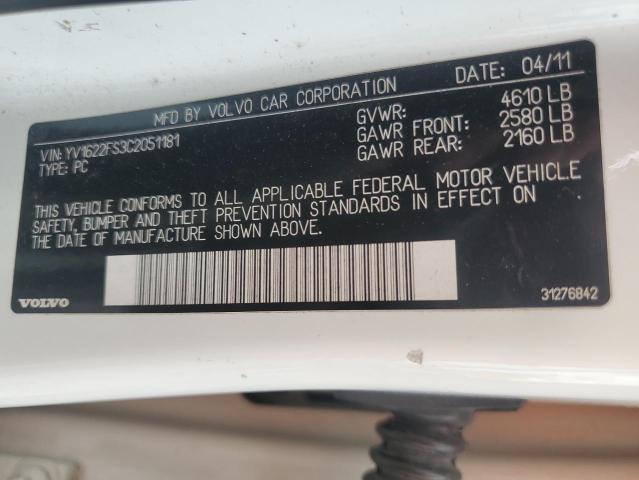 MFD BY VOLVO CAR CORPORATION DATE: 04/11
VIN: YV1622FS3C2051181
TYPE: PC
GVWR: 4610 LB
GAWR FRONT: 2580 LB
GAWR REAR: 2160 LB
THIS VEHICLE CONFORMS TO ALL APPLICABLE FEDERAL MOTOR VEHICLE
SAFETY, BUMPER AND THEFT PREVENTION STANDARDS IN EFFECT ON
THE DATE OF MANUFACTURE SHOWN ABOVE.
VOLVO
31276842